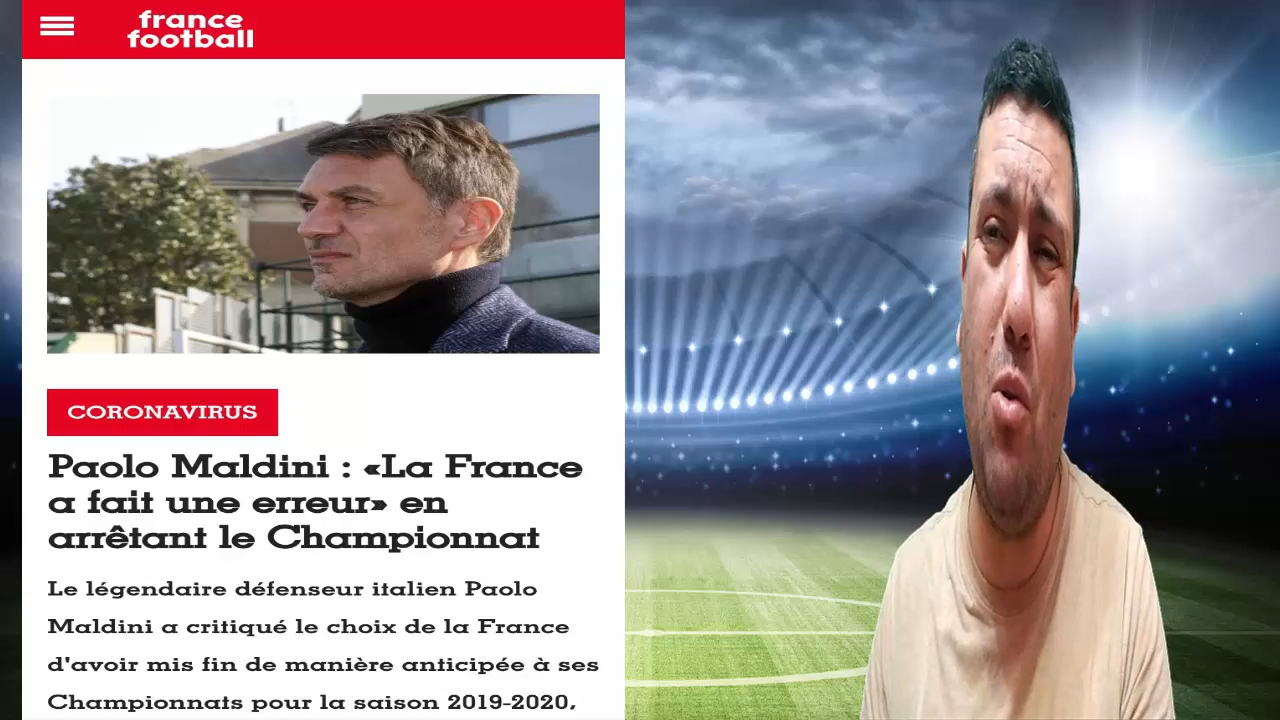 france
football
CORONAVIRUS
Paolo Maldini : «La France
a fait une erreur» en
arrêtant le Championnat
Le légendaire défenseur italien Paolo
Maldini a critiqué le choix de la France
d'avoir mis fin de manière anticipée à ses
Championnats pour la saison 2019-2020,